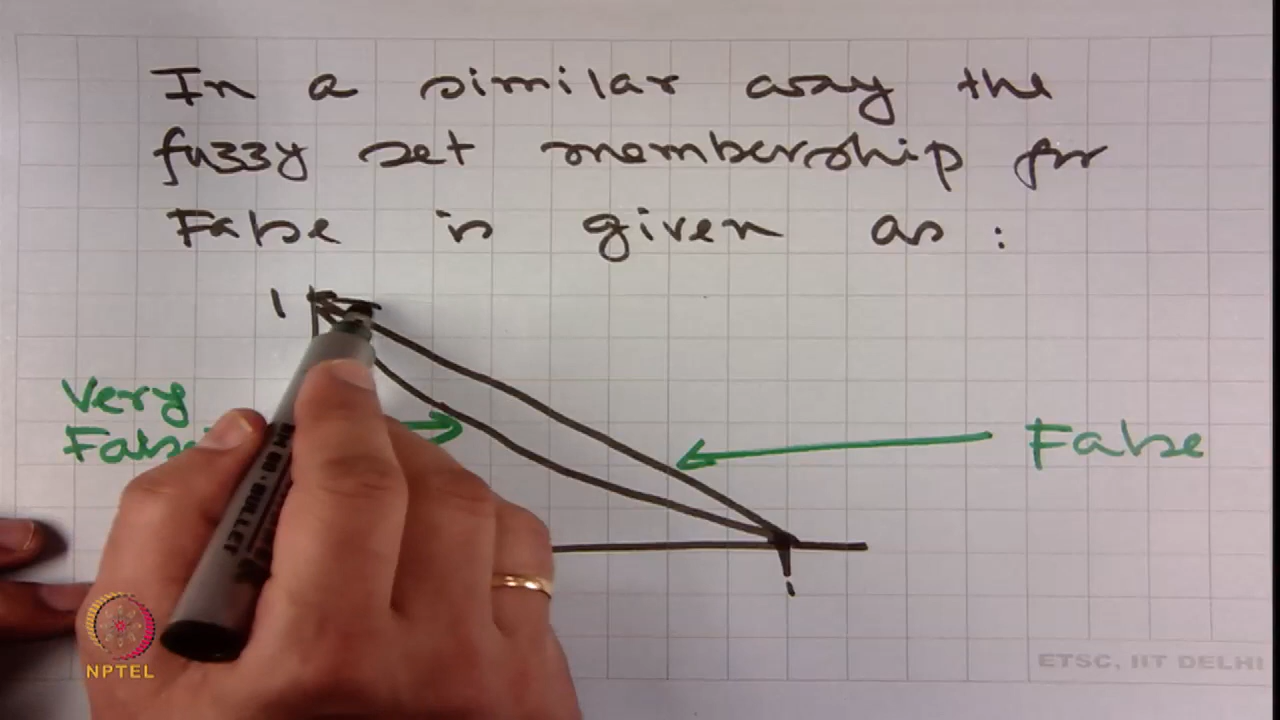 In a similar way the
fuzzy set membership for
False is given as :
1
Very
False
False
1
NPTEL
ETSC, IIT DELHI